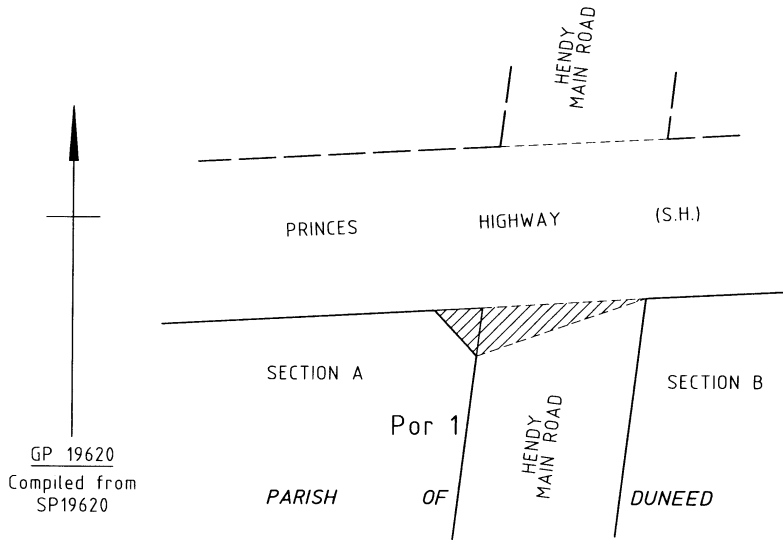 HENDY
MAIN ROAD
PRINCES HIGHWAY (S.H.)
SECTION A
SECTION B
Por 1
HENDY
MAIN ROAD
GP 19620
Compiled from
SP19620
PARISH OF DUNEED